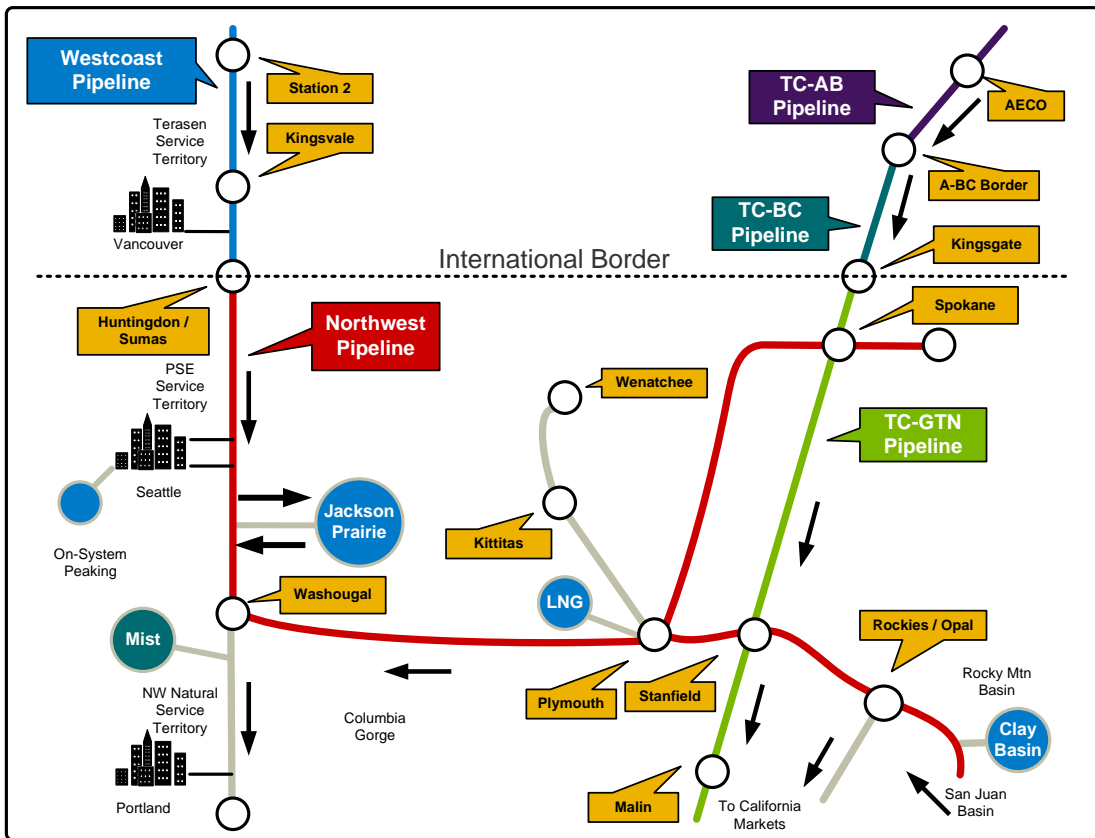 Westcoast
Pipeline
Station 2
Terasen
Service
Territory
Kingsvale
Vancouver
TC-AB
Pipeline
AECO
A-BC Border
TC-BC
Pipeline
Kingsgate
International Border
Huntingdon /
Sumas
Northwest
Pipeline
Spokane
PSE
Service
Territory
Wenatchee
TC-GTN
Pipeline
Seattle
Jackson
Prairie
On-System
Peaking
Kittitas
Washougal
LNG
Mist
Rockies / Opal
Plymouth
Stanfield
Rocky Mtn
Basin
NW Natural
Service
Territory
Columbia
Gorge
Clay
Basin
Portland
Malin
To California
Markets
San Juan
Basin